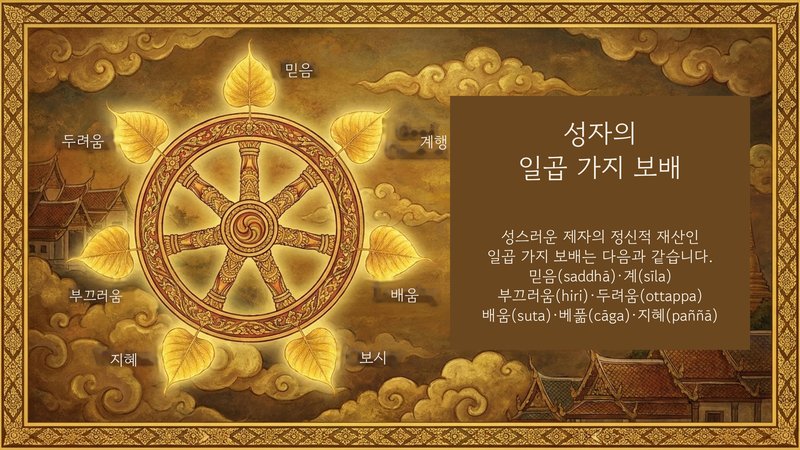 믿음
두려움
계행
부끄러움
배움
지혜
보시
성자의
일곱 가지 보배
성스러운 제자의 정신적 재산인
일곱 가지 보배는 다음과 같습니다.
믿음(saddhā)·계(sīla)
부끄러움(hiri)·두려움(ottappa)
배움(suta)·베풂(cāga)·지혜(paññā)